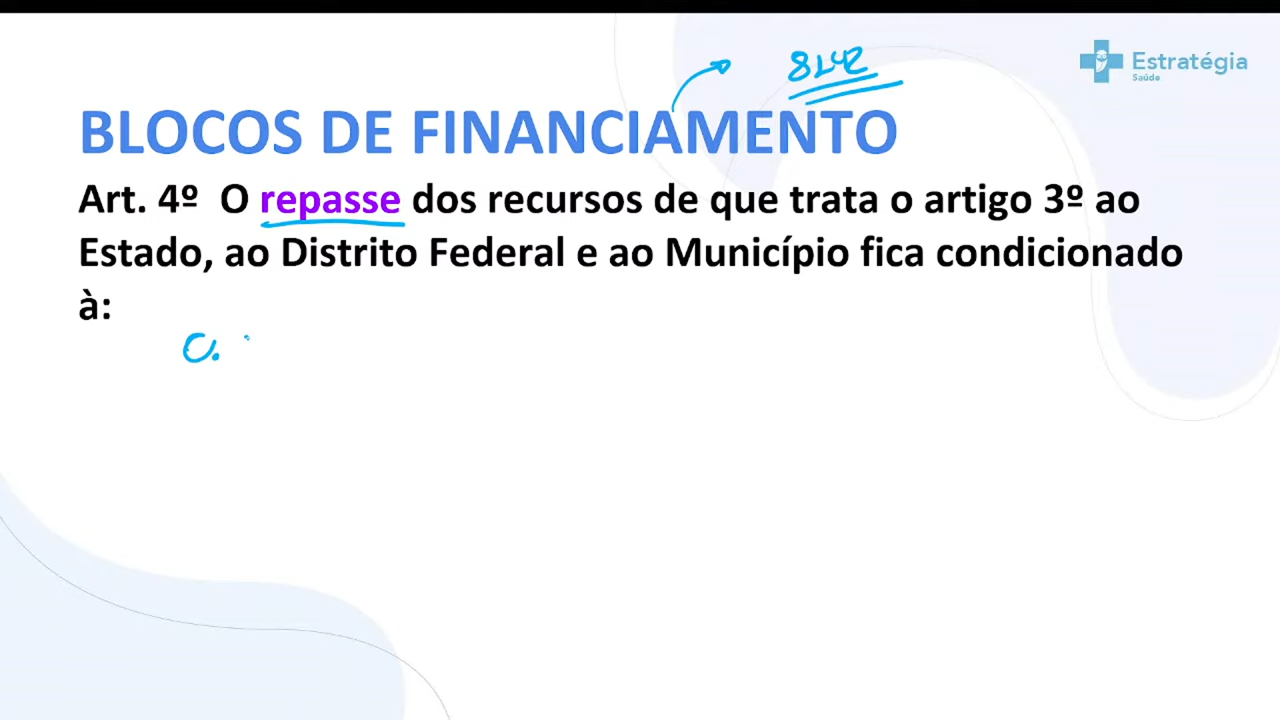 Estratégia
Saúde
8142
BLOCOS DE FINANCIAMENTO
Art. 4º O repasse dos recursos de que trata o artigo 3º ao
Estado, ao Distrito Federal e ao Município fica condicionado
à:
C.